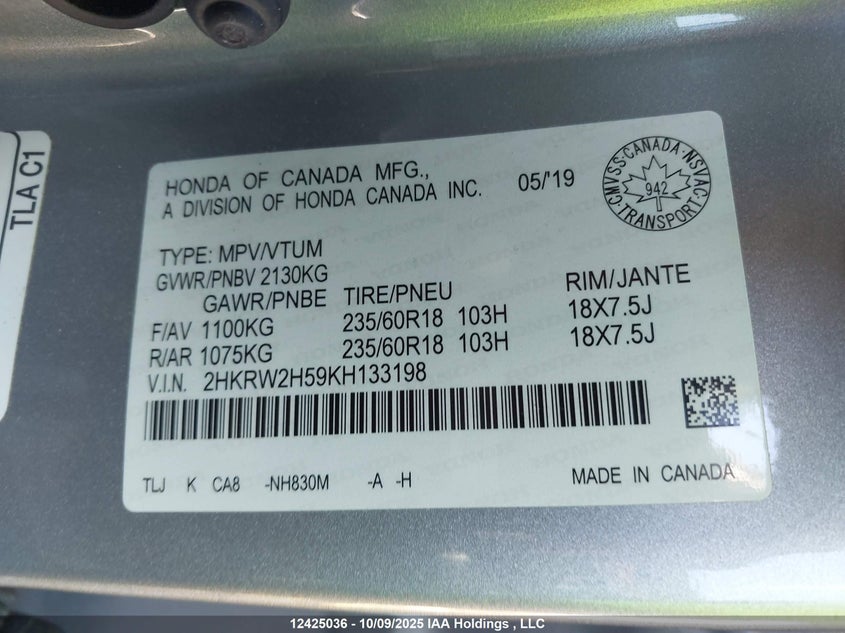 TLA C1
HONDA OF CANADA MFG.,
A DIVISION OF HONDA CANADA INC. 05/'19
CMVSS·CANADA·NSVAC·TRANSPORT·
942
TYPE: MPV/VTUM
GVWR/PNBV 2130KG
GAWR/PNBE TIRE/PNEU RIM/JANTE
F/AV 1100KG 235/60R18 103H 18X7.5J
R/AR 1075KG 235/60R18 103H 18X7.5J
V.I.N. 2HKRW2H59KH133198
TLJ K CA8 -NH830M -A -H MADE IN CANADA
12425036 - 10/09/2025 IAA Holdings , LLC